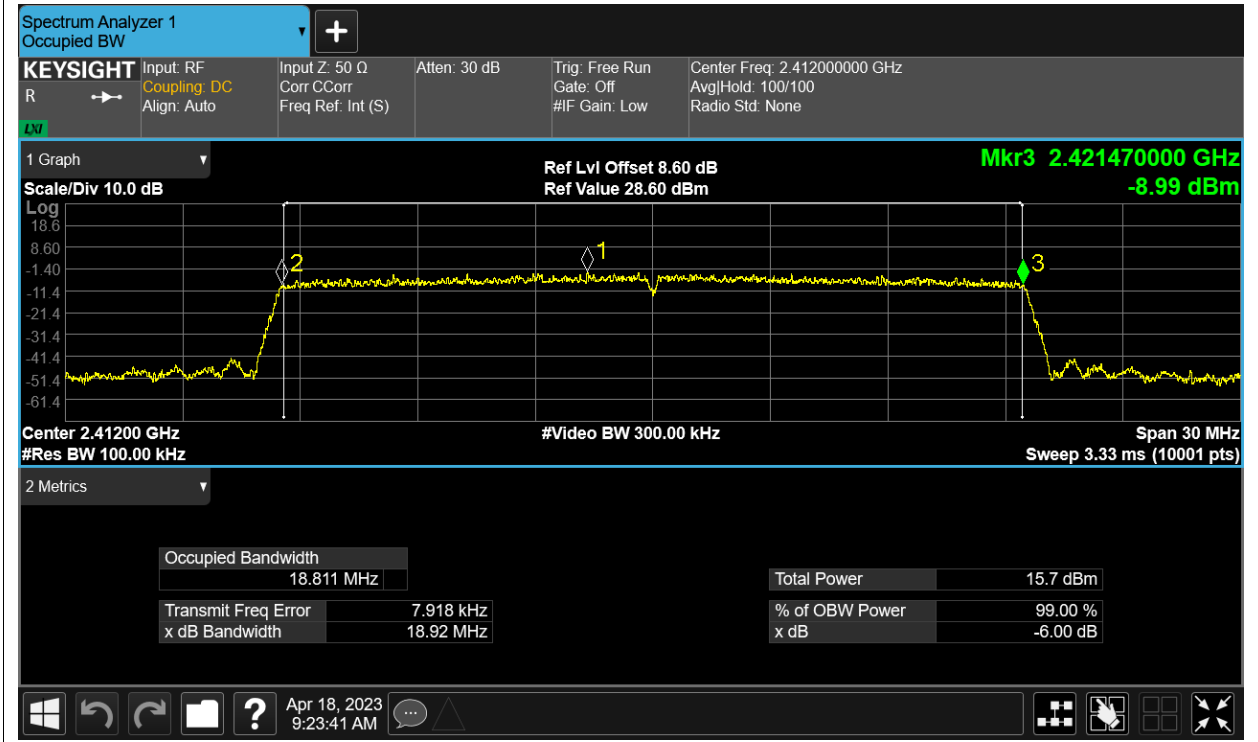 Spectrum Analyzer 1
Occupied BW
KEYSIGHT
R
LXI
Input: RF
Coupling: DC
Align: Auto
Input Z: 50 Ω
Corr CCorr
Freq Ref: Int (S)
Atten: 30 dB
Trig: Free Run
Gate: Off
#IF Gain: Low
Center Freq: 2.412000000 GHz
Avg|Hold: 100/100
Radio Std: None
1 Graph
Scale/Div 10.0 dB
Ref Lvl Offset 8.60 dB
Ref Value 28.60 dBm
Mkr3 2.421470000 GHz
-8.99 dBm
Log
18.6
8.60
-1.40
-11.4
-21.4
-31.4
-41.4
-51.4
-61.4
2
1
3
Center 2.41200 GHz
#Video BW 300.00 kHz
Span 30 MHz
#Res BW 100.00 kHz
Sweep 3.33 ms (10001 pts)
2 Metrics
Occupied Bandwidth
18.811 MHz
Total Power 15.7 dBm
Transmit Freq Error 7.918 kHz
% of OBW Power 99.00 %
x dB Bandwidth 18.92 MHz
x dB -6.00 dB
?
Apr 18, 2023
9:23:41 AM